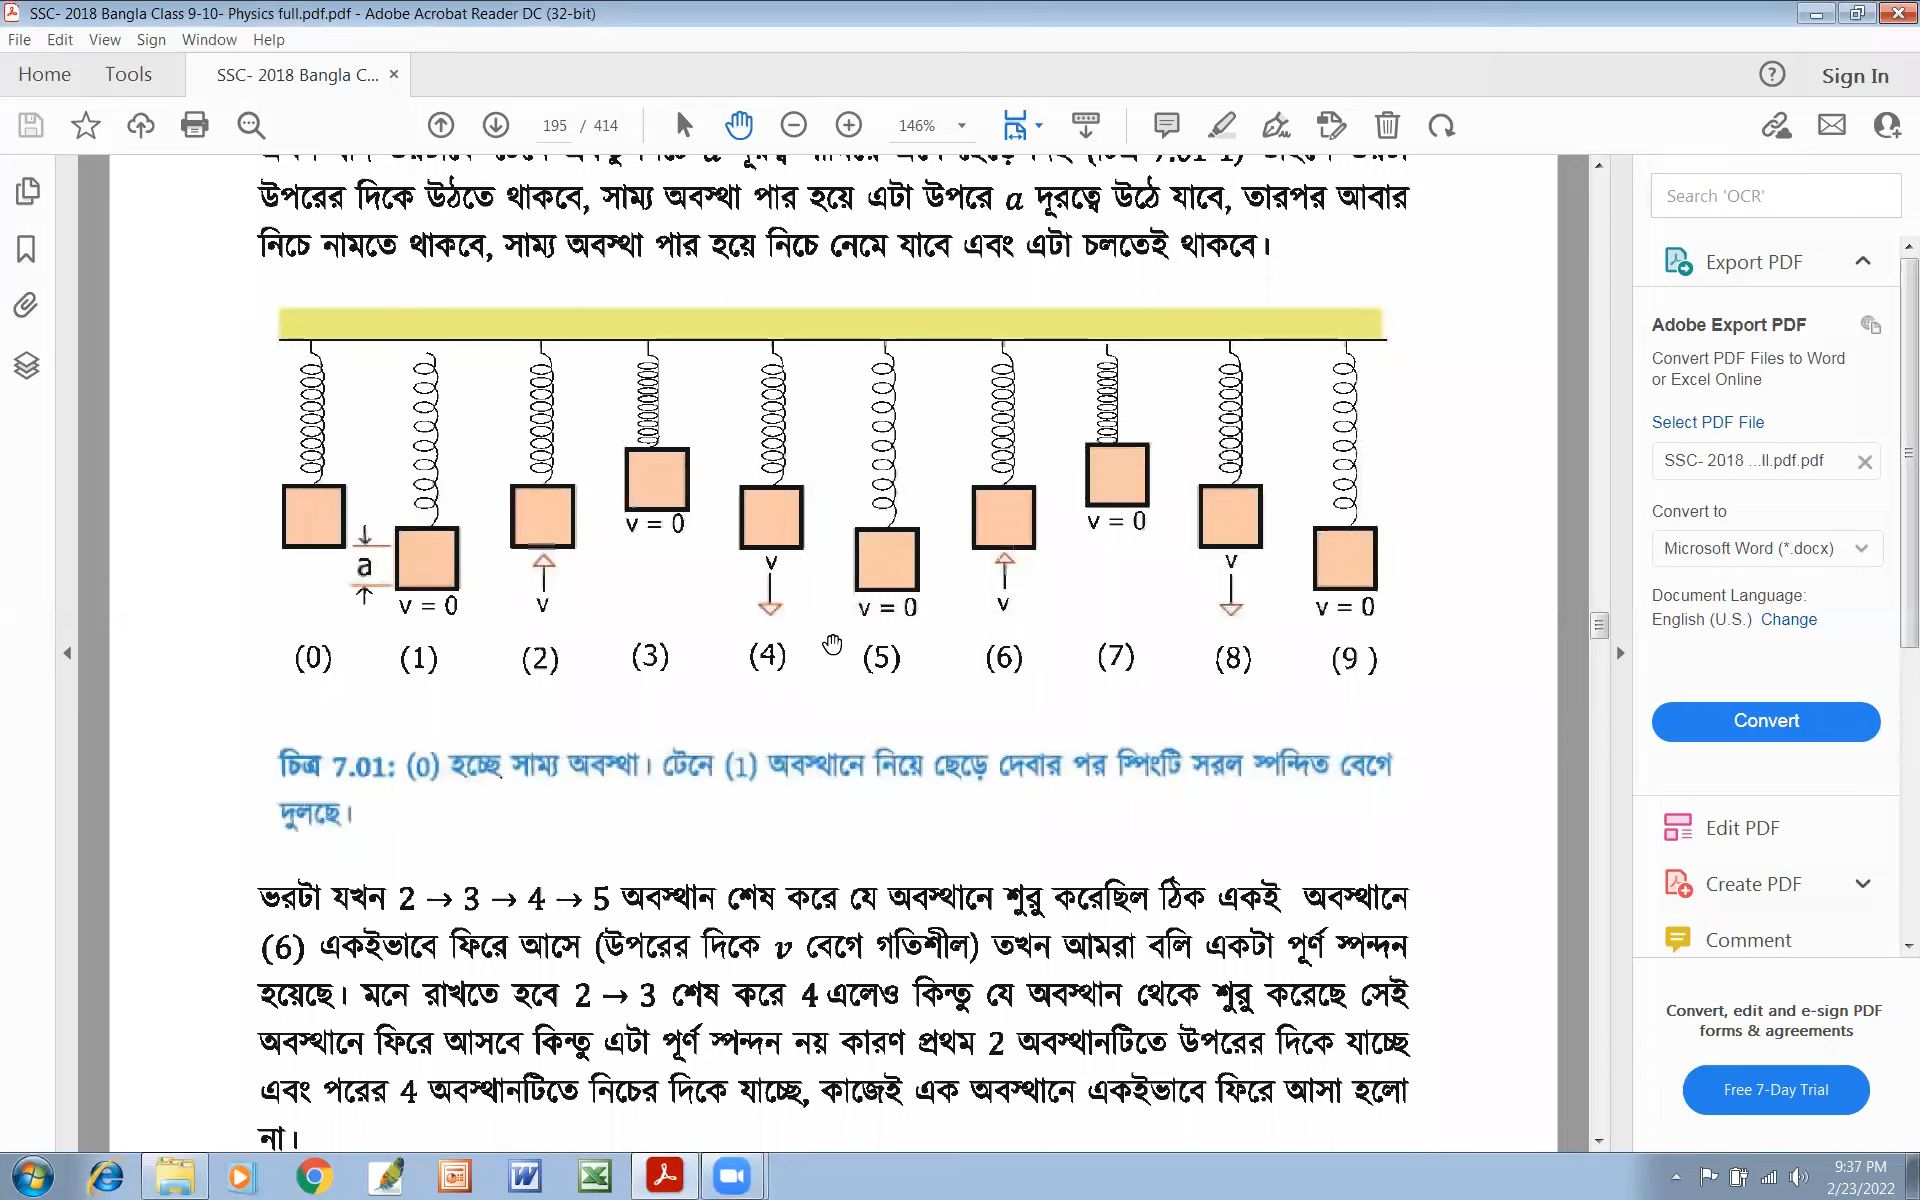 SSC- 2018 Bangla Class 9-10- Physics full.pdf.pdf - Adobe Acrobat Reader DC (32-bit)
File Edit View Sign Window Help
Home Tools SSC- 2018 Bangla C... × Sign In
195 / 414 146%
উপরের দিকে উঠতে থাকবে, সাম্য অবস্থা পার হয়ে এটা উপরে a দূরত্বে উঠে যাবে, তারপর আবার
নিচে নামতে থাকবে, সাম্য অবস্থা পার হয়ে নিচে নেমে যাবে এবং এটা চলতেই থাকবে।
a
v = 0
v
v = 0
v
v = 0
v
v = 0
v
v = 0
(0) (1) (2) (3) (4) (5) (6) (7) (8) (9 )
চিত্র 7.01: (0) হচ্ছে সাম্য অবস্থা। টেনে (1) অবস্থানে নিয়ে ছেড়ে দেবার পর স্পিংটি সরল স্পন্দিত বেগে
দুলছে।
ভরটা যখন 2 → 3 → 4 → 5 অবস্থান শেষ করে যে অবস্থানে শুরু করেছিল ঠিক একই অবস্থানে
(6) একইভাবে ফিরে আসে (উপরের দিকে v বেগে গতিশীল) তখন আমরা বলি একটা পূর্ণ স্পন্দন
হয়েছে। মনে রাখতে হবে 2 → 3 শেষ করে 4 এলেও কিন্তু যে অবস্থান থেকে শুরু করেছে সেই
অবস্থানে ফিরে আসবে কিন্তু এটা পূর্ণ স্পন্দন নয় কারণ প্রথম 2 অবস্থানটিতে উপরের দিকে যাচ্ছে
এবং পরের 4 অবস্থানটিতে নিচের দিকে যাচ্ছে, কাজেই এক অবস্থানে একইভাবে ফিরে আসা হলো
না।
Search 'OCR'
Export PDF
Adobe Export PDF
Convert PDF Files to Word
or Excel Online
Select PDF File
SSC- 2018 ...ll.pdf.pdf
Convert to
Microsoft Word (*.docx)
Document Language:
English (U.S.) Change
Convert
Edit PDF
Create PDF
Comment
Convert, edit and e-sign PDF
forms & agreements
Free 7-Day Trial
9:37 PM
2/23/2022